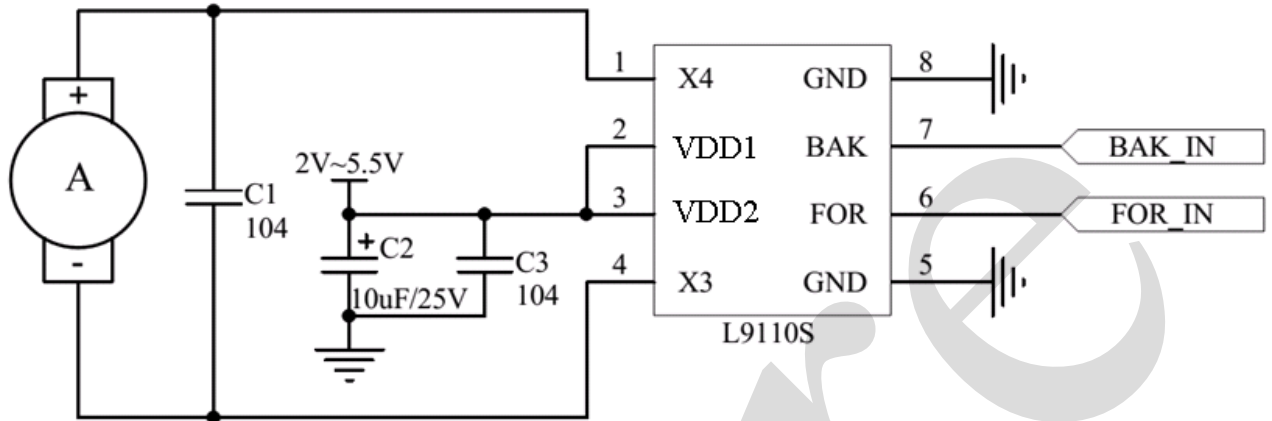 +
A
-
C1
104
2V~5.5V
+
C2
10uF/25V
C3
104
1
2
3
4
X4
VDD1
VDD2
X3
GND
BAK
FOR
GND
8
7
6
5
BAK_IN
FOR_IN
L9110S
re